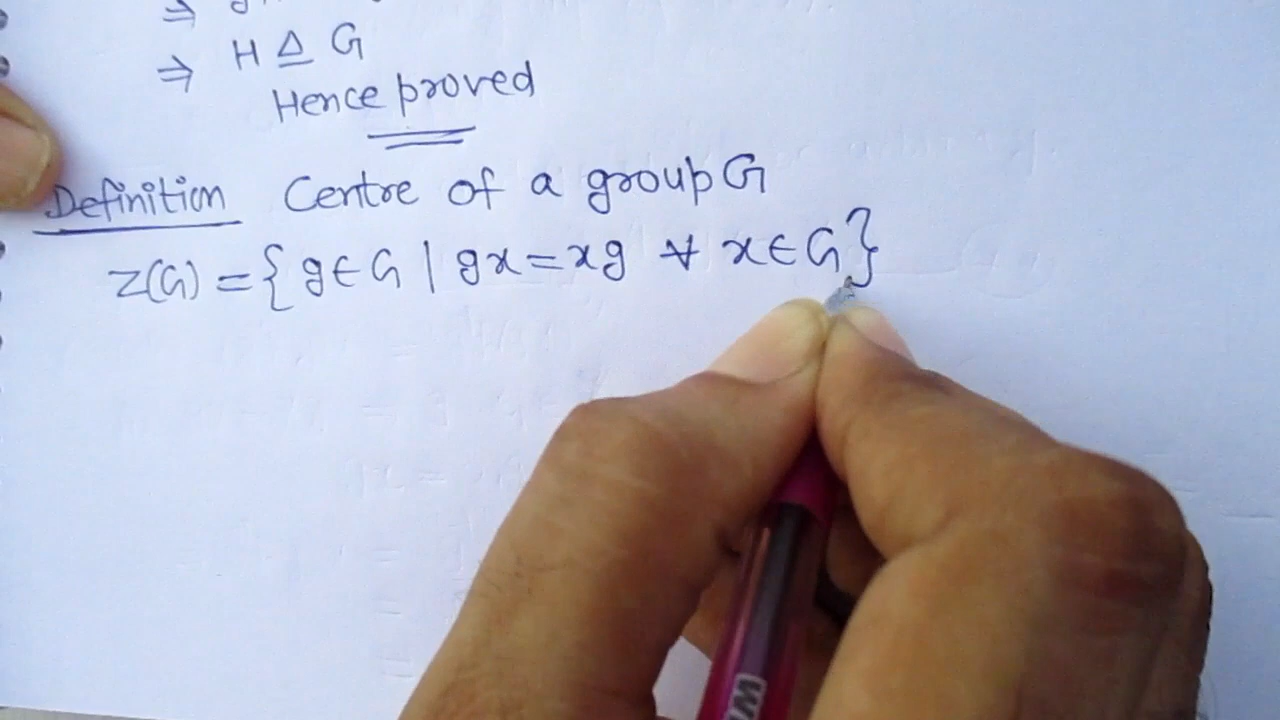 ⇒
⇒ H Δ G
Hence proved
Definition Centre of a group G
Z(G) = { g ∈ G | gx = xg ∀ x ∈ G }